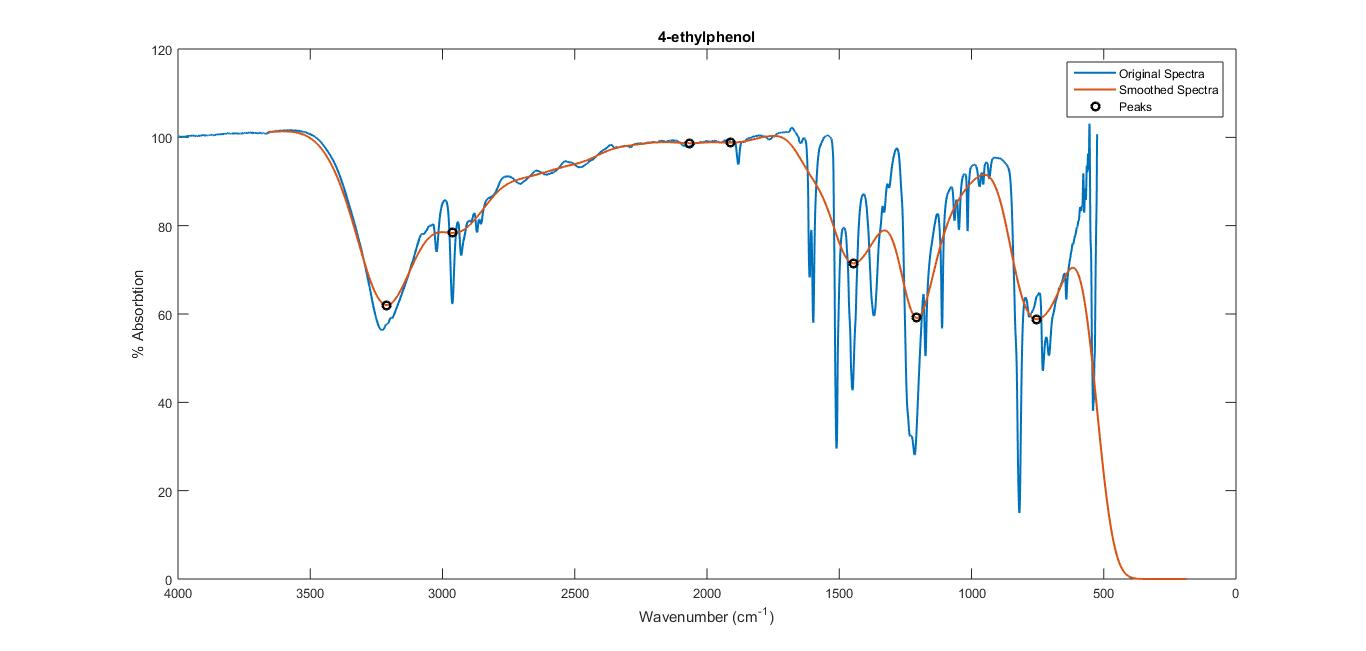 4-ethylphenol
Original Spectra
Smoothed Spectra
Peaks
120
100
80
60
40
20
0
% Absorbtion
4000 3500 3000 2500 2000 1500 1000 500 0
Wavenumber (cm-1)